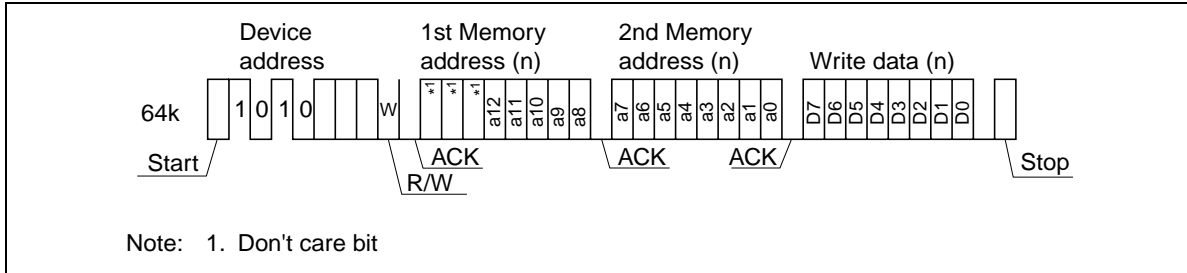 Device address
1st Memory address (n)
2nd Memory address (n)
Write data (n)
64k
1 0 1 0
W
*1 *1 *1 a12 a11 a10 a9 a8
a7 a6 a5 a4 a3 a2 a1 a0
D7 D6 D5 D4 D3 D2 D1 D0
Start
ACK
ACK
ACK
Stop
R/W
Note: 1. Don't care bit